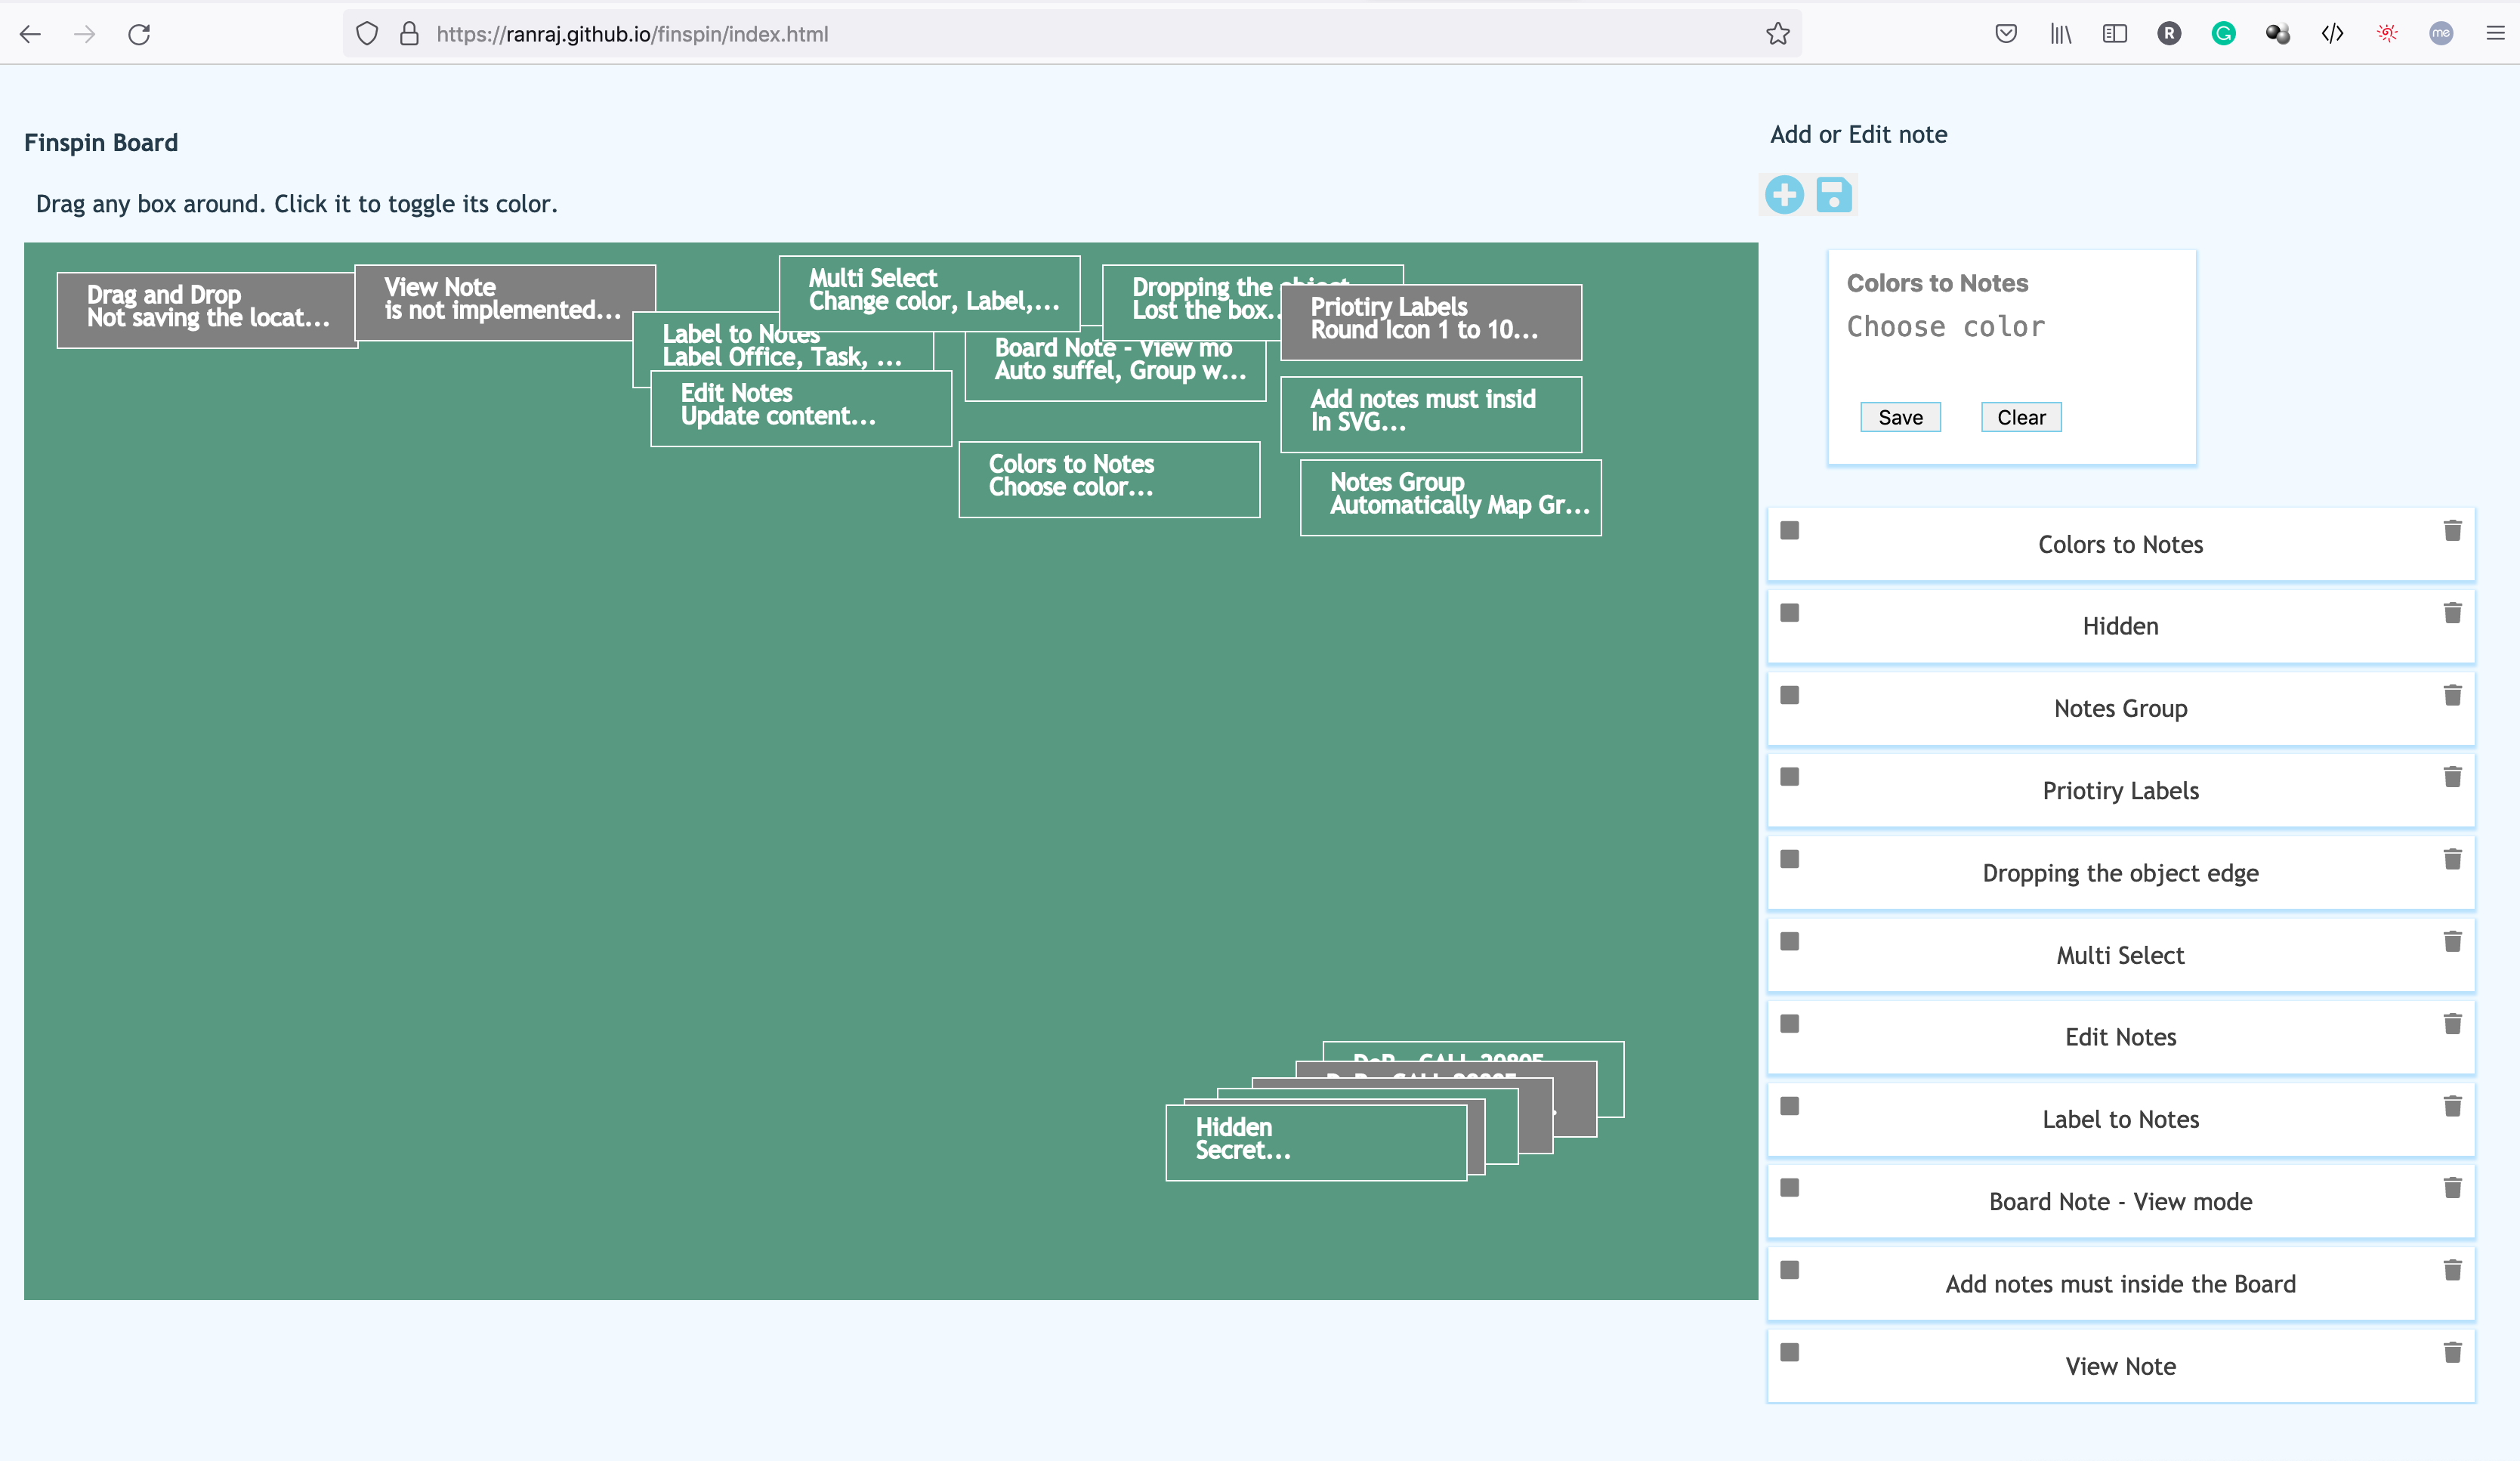 https://ranraj.github.io/finspin/index.html
R
me
Finspin Board
Drag any box around. Click it to toggle its color.
Drag and Drop
Not saving the locat...
View Note
is not implemented...
Label to Notes
Label Office, Task, ...
Multi Select
Change color, Label,...
Edit Notes
Update content...
Board Note - View mo
Auto suffel, Group w...
Dropping the object
Lost the box..
Priotiry Labels
Round Icon 1 to 10...
Add notes must insid
In SVG...
Colors to Notes
Choose color...
Notes Group
Automatically Map Gr...
Hidden
Secret...
Add or Edit note
Colors to Notes
Choose color
Save
Clear
Colors to Notes
Hidden
Notes Group
Priotiry Labels
Dropping the object edge
Multi Select
Edit Notes
Label to Notes
Board Note - View mode
Add notes must inside the Board
View Note